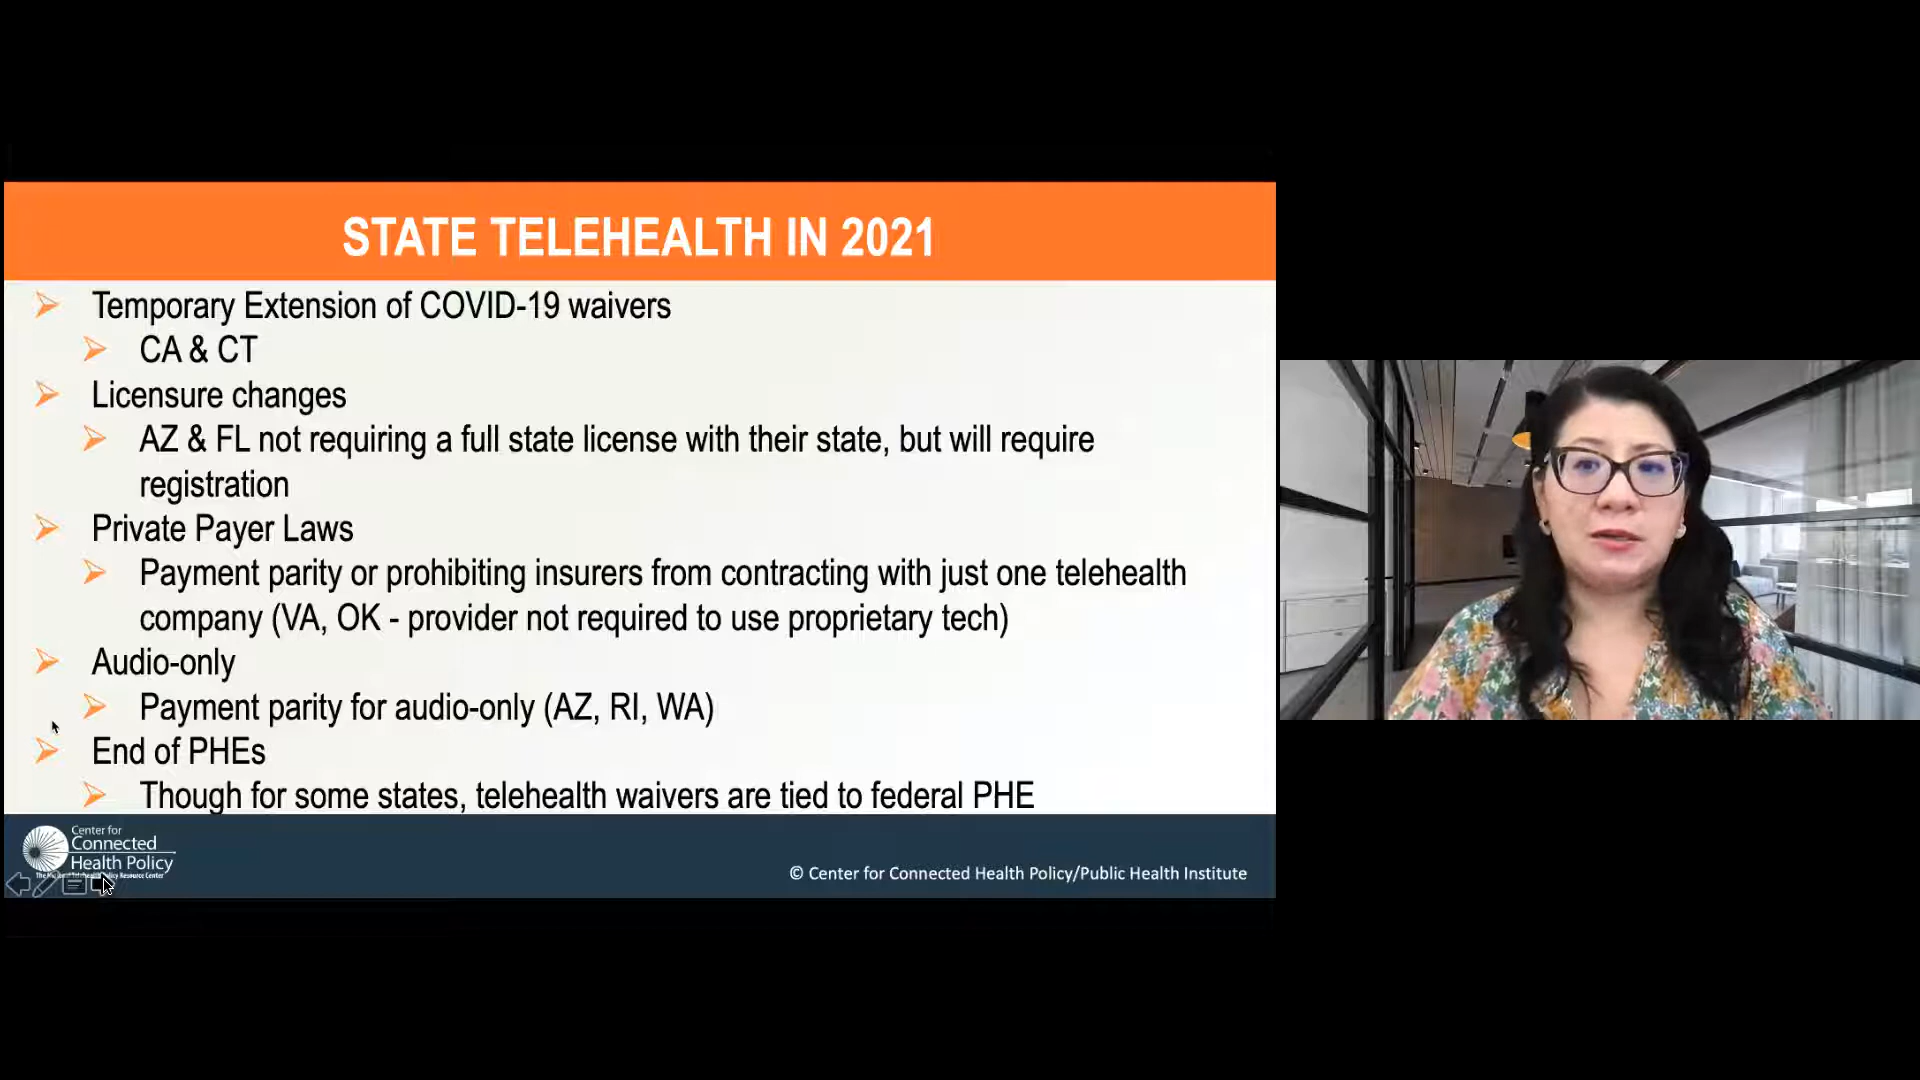 STATE TELEHEALTH IN 2021
Temporary Extension of COVID-19 waivers
CA & CT
Licensure changes
AZ & FL not requiring a full state license with their state, but will require
registration
Private Payer Laws
Payment parity or prohibiting insurers from contracting with just one telehealth
company (VA, OK - provider not required to use proprietary tech)
Audio-only
Payment parity for audio-only (AZ, RI, WA)
End of PHEs
Though for some states, telehealth waivers are tied to federal PHE
Center for
Connected
Health Policy
Policy Resource Center
© Center for Connected Health Policy/Public Health Institute